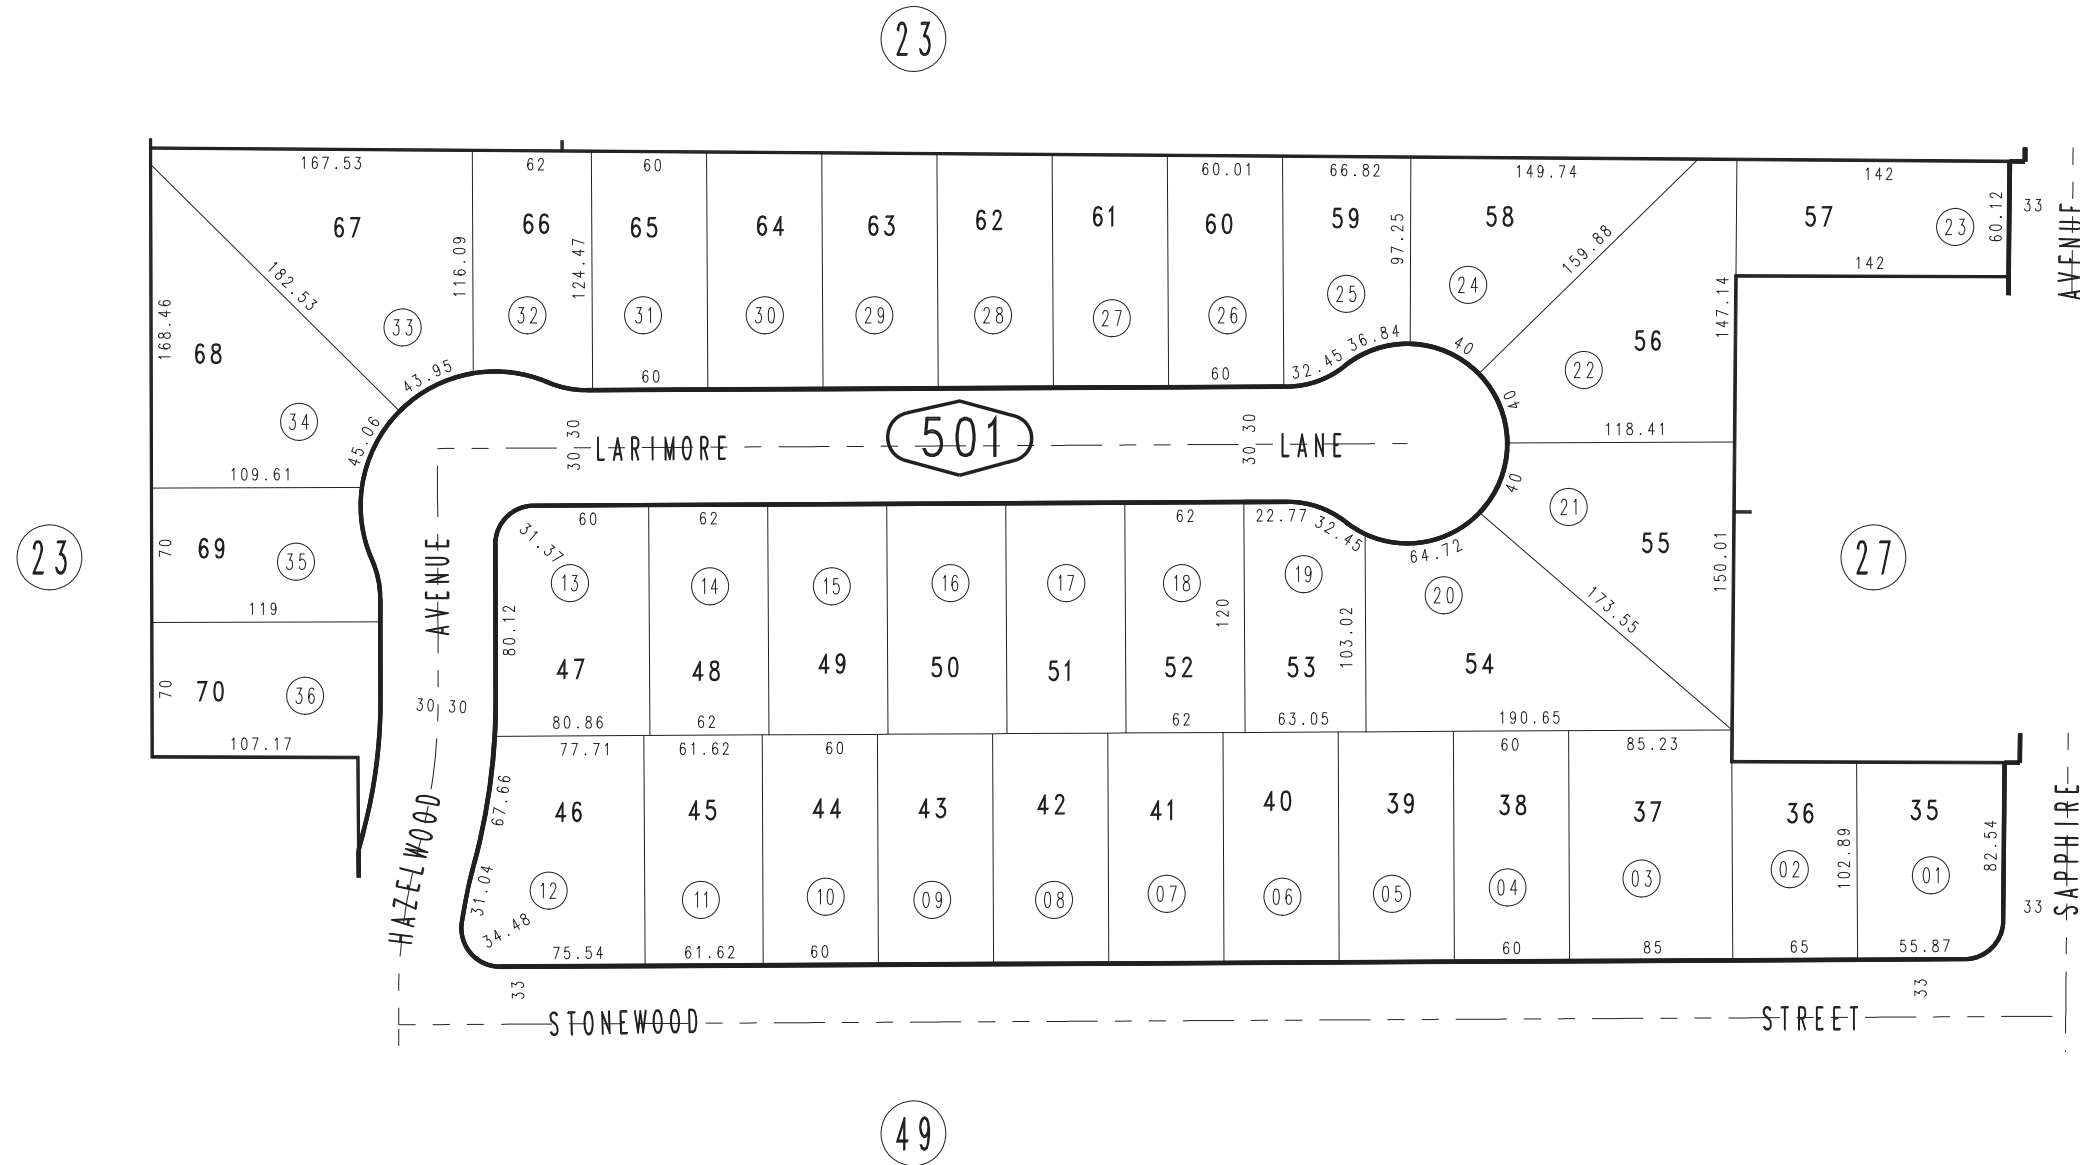 23
167.53 62 60 60.01 66.82 149.74 142
67 66 65 64 63 62 61 60 59 58 57 23 60.12 33 AVENUE
182.53 116.09 124.47 97.25 159.88 142
168.46 33 32 31 30 29 28 27 26 25 24 147.14
68 56
34 45.06 43.95 60 60 32.45 36.84 40 22
40
30 30 30 30
LARIMORE 501 LANE 118.41
30 30
109.61 40 21
60 62 62 22.77 32.45 64.72
31.37
23 70 69 35 AVENUE 13 14 15 16 17 18 19 20 55 150.01 27
119 80.12 120 103.02 173.55
70 70 36 47 48 49 50 51 52 53 54
30 30
80.86 62 62 63.05 190.65
107.17 77.71 61.62 60 60 85.23
67.66 46 45 44 43 42 41 40 39 38 37 36 35
102.89 82.54 SAPPHIRE
HAZELWOOD 31.04 12 11 10 09 08 07 06 05 04 03 02 01 33
34.48
75.54 61.62 60 60 85 65 55.87
33 33
STONEWOOD STREET
49